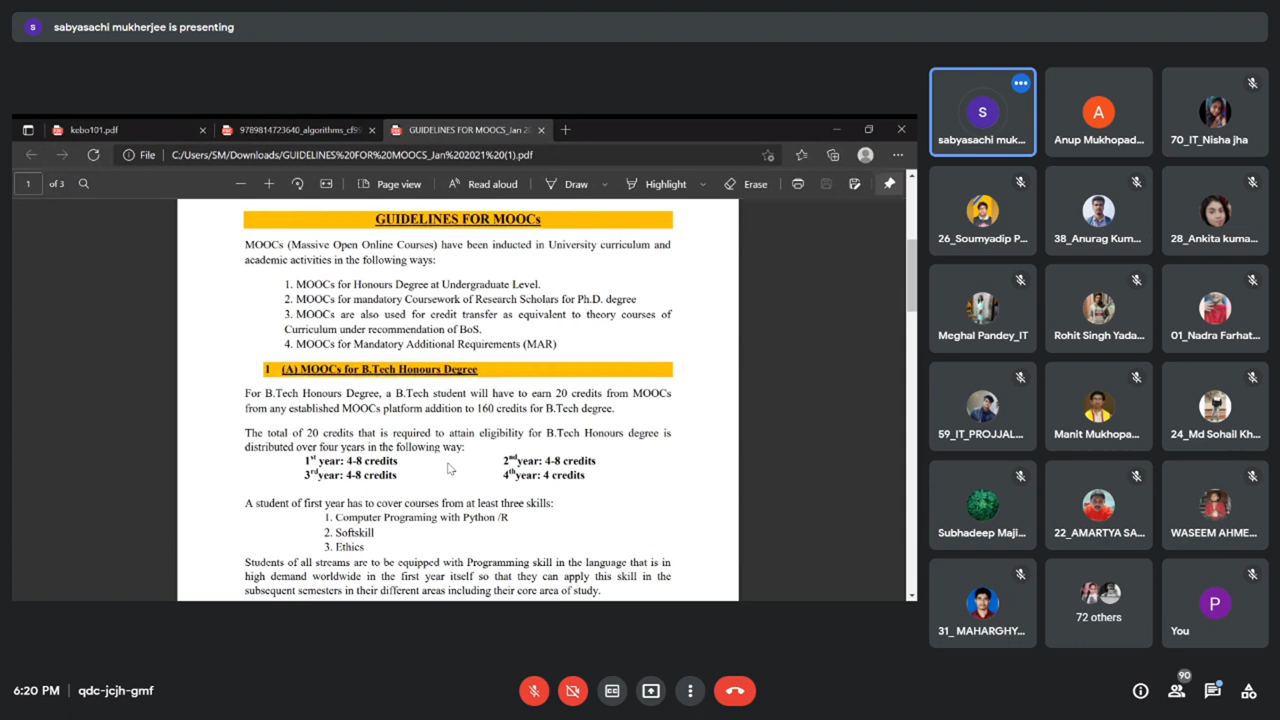 S
sabyasachi mukherjee is presenting
kebo101.pdf
9789814723640_algorithms_cf99
GUIDELINES FOR MOOCS_Jan 20
File
C:/Users/SM/Downloads/GUIDELINES%20FOR%20MOOCS_Jan%202021%20(1).pdf
1 of 3
Page view
Read aloud
Draw
Highlight
Erase
GUIDELINES FOR MOOCs
MOOCs (Massive Open Online Courses) have been inducted in University curriculum and
academic activities in the following ways:
1. MOOCs for Honours Degree at Undergraduate Level.
2. MOOCs for mandatory Coursework of Research Scholars for Ph.D. degree
3. MOOCs are also used for credit transfer as equivalent to theory courses of
Curriculum under recommendation of BoS.
4. MOOCs for Mandatory Additional Requirements (MAR)
1 (A) MOOCs for B.Tech Honours Degree
For B.Tech Honours Degree, a B.Tech student will have to earn 20 credits from MOOCs
from any established MOOCs platform addition to 160 credits for B.Tech degree.
The total of 20 credits that is required to attain eligibility for B.Tech Honours degree is
distributed over four years in the following way:
1st year: 4-8 credits 2nd year: 4-8 credits
3rd year: 4-8 credits 4th year: 4 credits
A student of first year has to cover courses from at least three skills:
1. Computer Programing with Python /R
2. Softskill
3. Ethics
Students of all streams are to be equipped with Programming skill in the language that is in
high demand worldwide in the first year itself so that they can apply this skill in the
subsequent semesters in their different areas including their core area of study.
S
sabyasachi muk...
A
Anup Mukhopad...
70_IT_Nisha jha
26_Soumyadip P...
38_Anurag Kum...
28_Ankita kuma...
Meghal Pandey_IT
Rohit Singh Yada...
01_Nadra Farhat...
59_IT_PROJJAL...
Manit Mukhopa...
24_Md Sohail Kh...
Subhadeep Maji...
22_AMARTYA SA...
WASEEM AHME...
31_ MAHARGHY...
72 others
P
You
6:20 PM
qdc-jcjh-gmf
CC
90